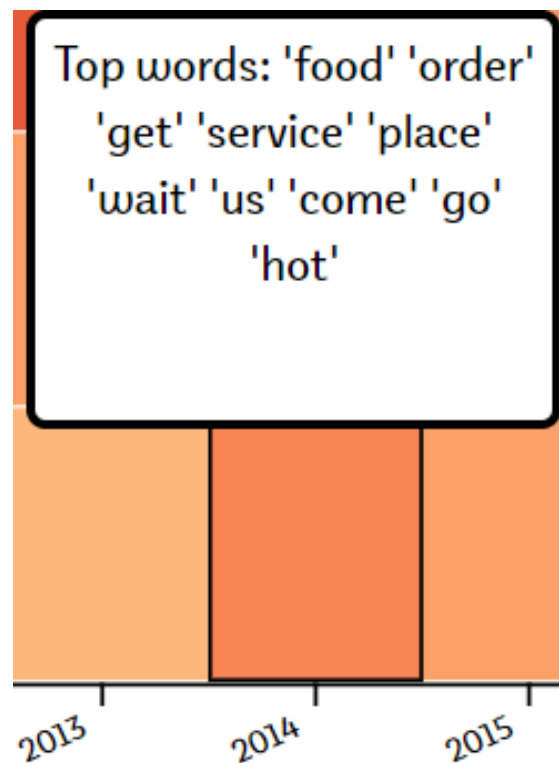 Top words: 'food' 'order'
'get' 'service' 'place'
'wait' 'us' 'come' 'go'
'hot'
2013
2014
2015